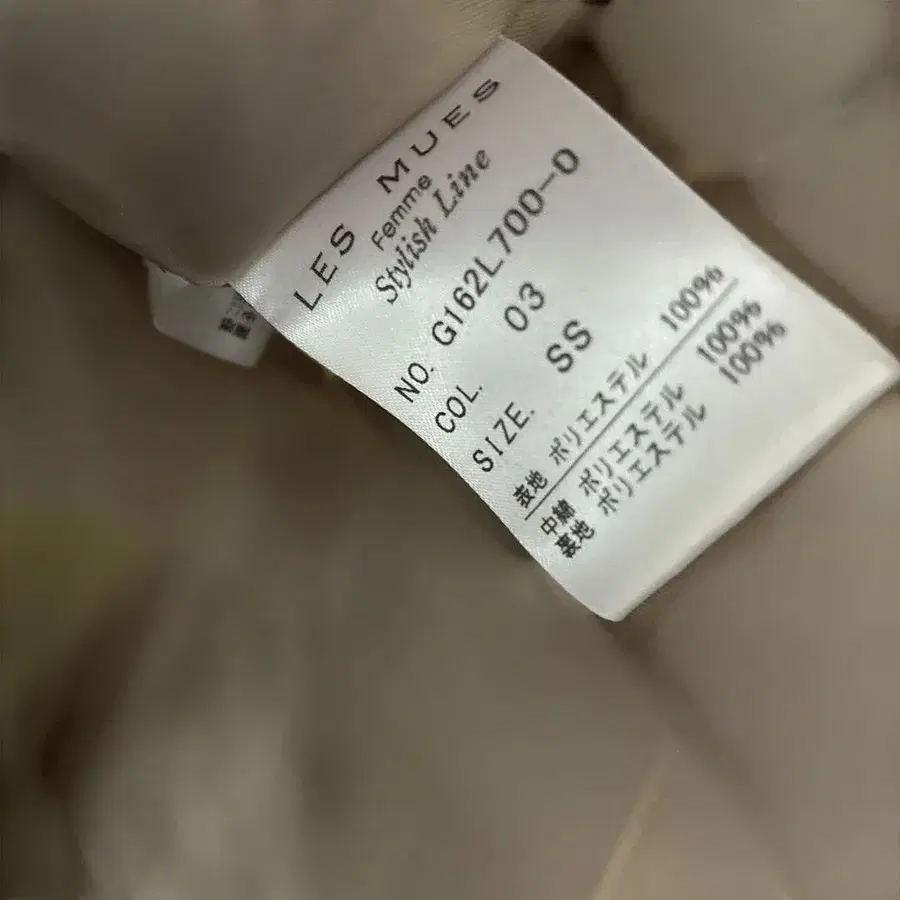 LES MUES
Femme
Stylish Line
NO. G162L700-0
COL. 03
SIZE. SS
表地 ポリエステル 100%
中綿 ポリエステル 100%
裏地 ポリエステル 100%